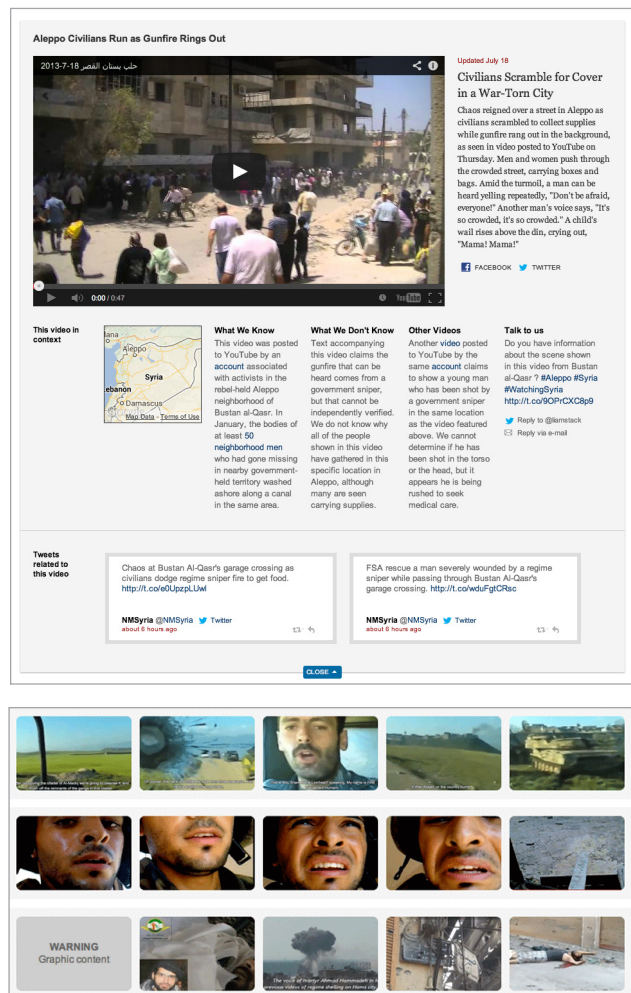 Aleppo Civilians Run as Gunfire Rings Out
حلب بستان القصر 18-7-2013
0:00 / 0:47
YouTube
Updated July 18
Civilians Scramble for Cover
in a War-Torn City
Chaos reigned over a street in Aleppo as
civilians scrambled to collect supplies
while gunfire rang out in the background,
as seen in video posted to YouTube on
Thursday. Men and women push through
the crowded street, carrying boxes and
bags. Amid the turmoil, a man can be
heard yelling repeatedly, "Don't be afraid,
everyone!" Another man's voice says, "It's
so crowded, it's so crowded." A child's
wail rises above the din, crying out,
"Mama! Mama!"
FACEBOOK TWITTER
This video in
context
Aleppo
Syria
ebanon
Damascus
Map Data - Terms of Use
What We Know
This video was posted
to YouTube by an
account associated
with activists in the
rebel-held Aleppo
neighborhood of
Bustan al-Qasr. In
January, the bodies of
at least 50
neighborhood men
who had gone missing
in nearby government-
held territory washed
ashore along a canal
in the same area.
What We Don't Know
Text accompanying
this video claims the
gunfire that can be
heard comes from a
government sniper,
but that cannot be
independently verified.
We do not know why
all of the people
shown in this video
have gathered in this
specific location in
Aleppo, although
many are seen
carrying supplies.
Other Videos
Another video posted
to YouTube by the
same account claims
to show a young man
who has been shot by
a government sniper
in the same location
as the video featured
above. We cannot
determine if he has
been shot in the torso
or the head, but it
appears he is being
rushed to seek
medical care.
Talk to us
Do you have information
about the scene shown
in this video from Bustan
al-Qasr ? #Aleppo #Syria
#WatchingSyria
http://t.co/9OPrCXC8p9
Reply to @liamstack
Reply via e-mail
Tweets
related to
this video
Chaos at Bustan Al-Qasr's garage crossing as
civilians dodge regime sniper fire to get food.
http://t.co/e0UpzpLUwl
NMSyria @NMSyria Twitter
about 6 hours ago
FSA rescue a man severely wounded by a regime
sniper while passing through Bustan Al-Qasr's
garage crossing. http://t.co/wduFgtCRsc
NMSyria @NMSyria Twitter
about 6 hours ago
CLOSE
WARNING
Graphic content
The voice of martyr Ahmad Hammadeh in
previous videos of regime shelling on Homs city